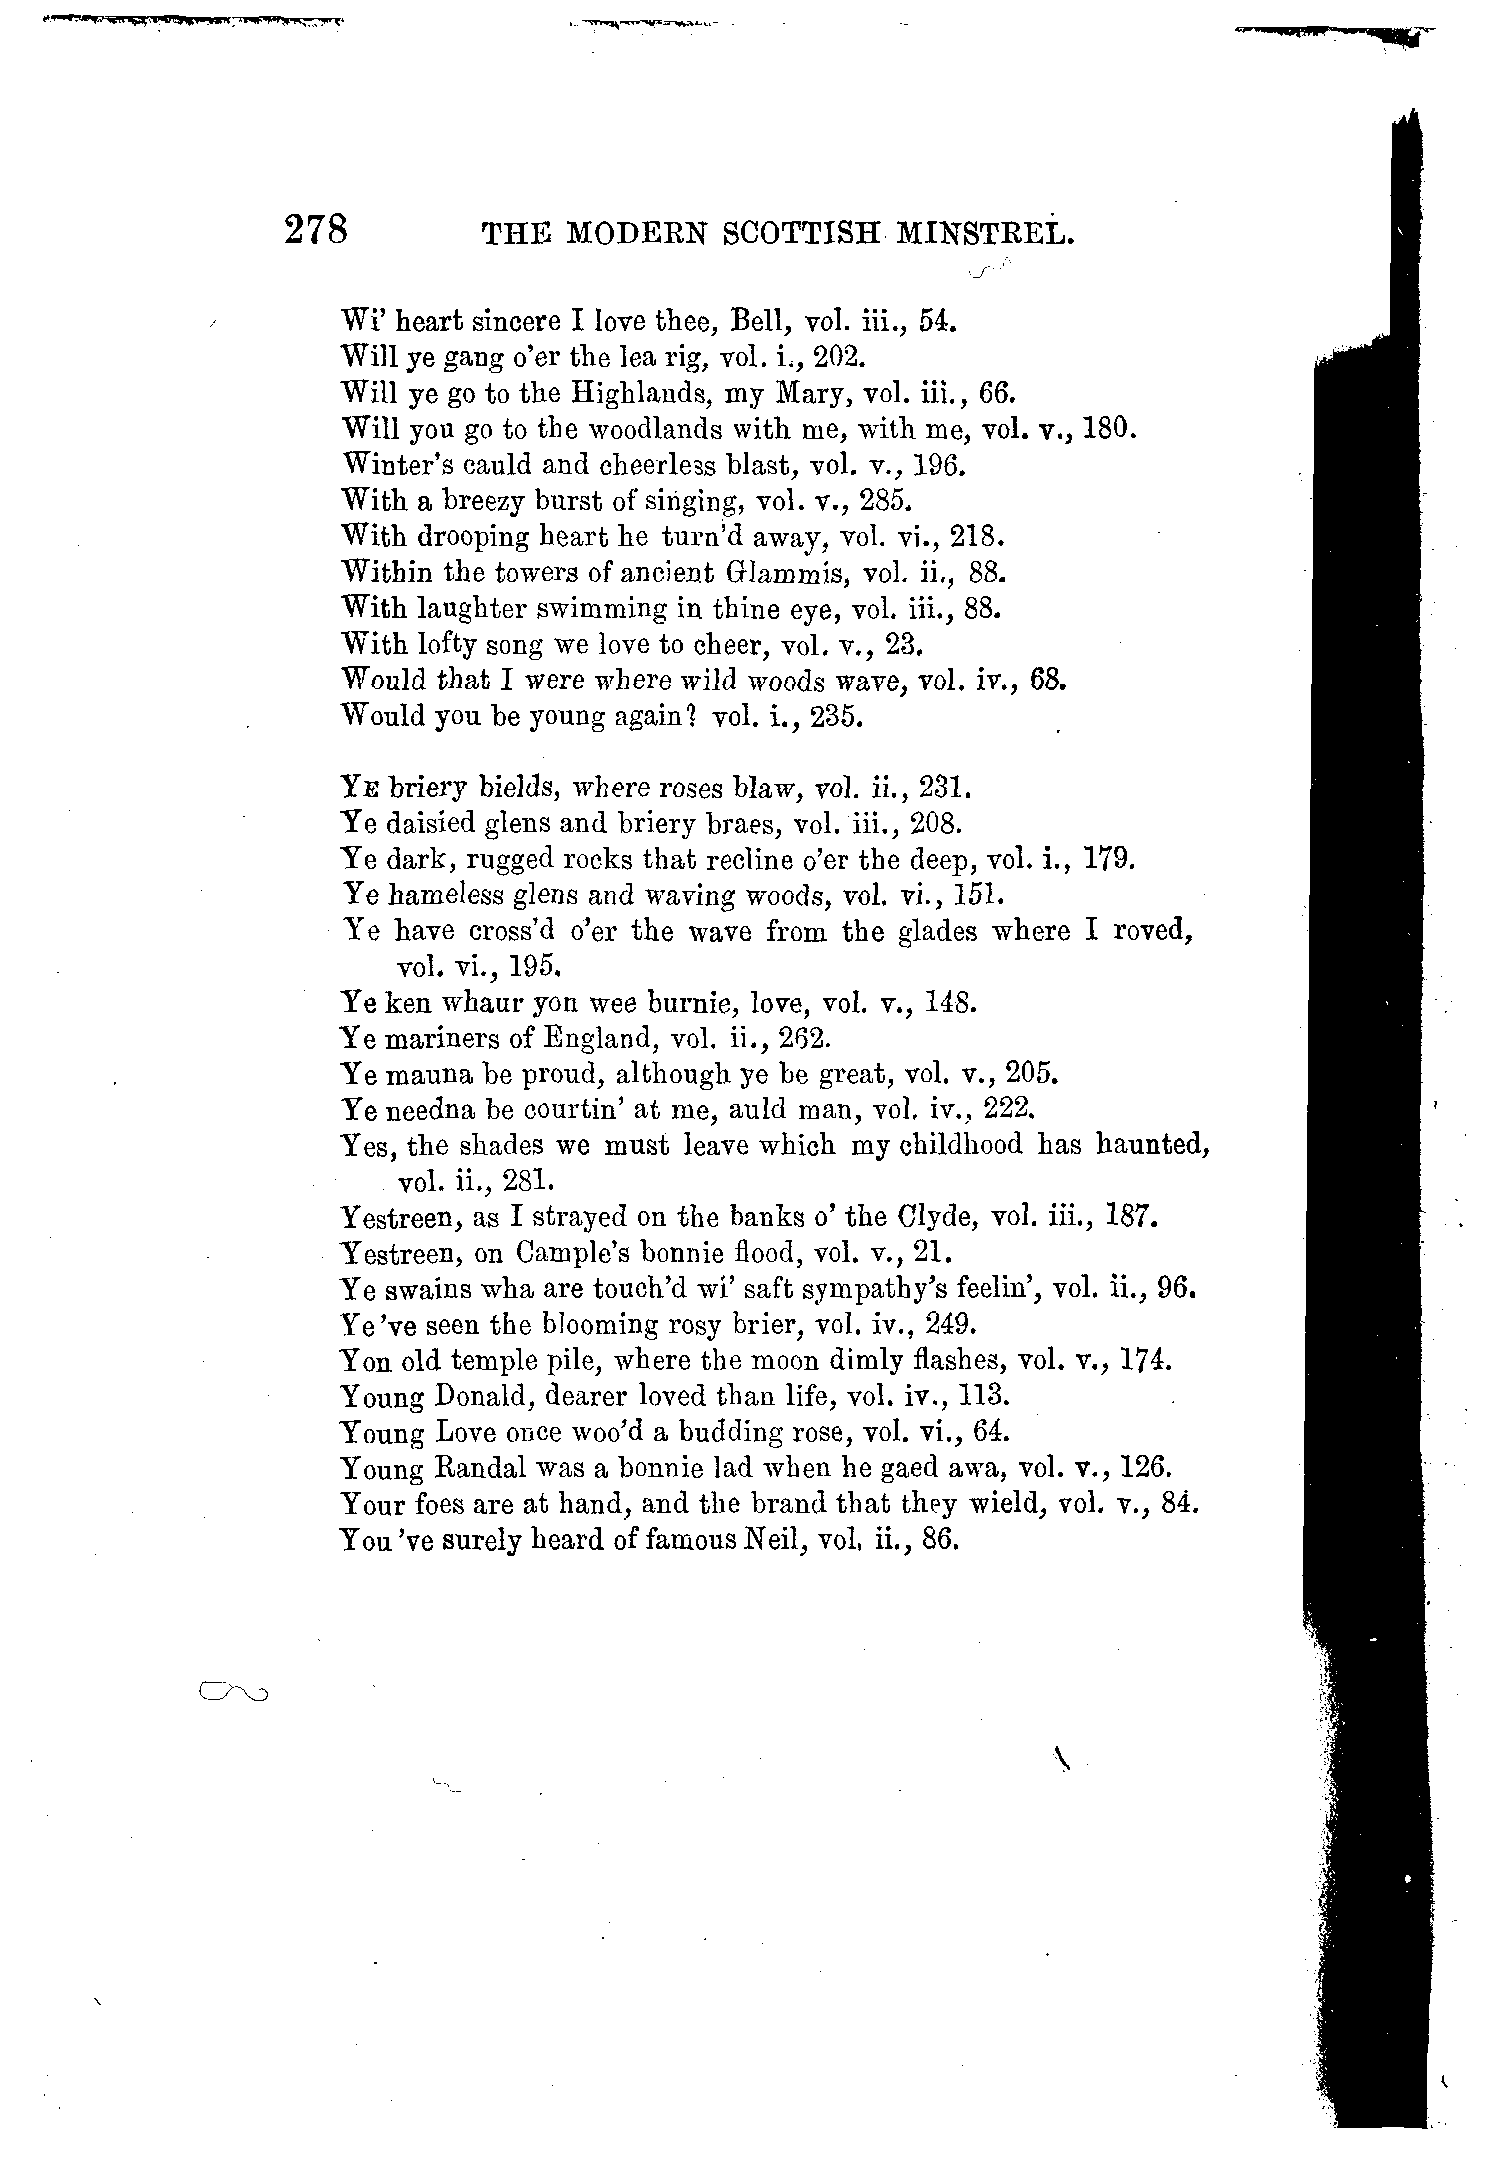 278 THE MODERN SCOTTISH MINSTREL.
Wi' heart sincere I love thee, Bell, vol. iii., 54.
Will ye gang o'er the lea rig, vol. i., 202.
Will ye go to the Highlands, my Mary, vol. iii., 66.
Will you go to the woodlands with me, with me, vol. v., 180.
Winter's cauld and cheerless blast, vol. v., 196.
With a breezy burst of singing, vol. v., 285.
With drooping heart he turn'd away, vol. vi., 218.
Within the towers of ancient Glammis, vol. ii., 88.
With laughter swimming in thine eye, vol. iii., 88.
With lofty song we love to cheer, vol. v., 23.
Would that I were where wild woods wave, vol. iv., 68.
Would you be young again? vol. i., 235.
YE briery bields, where roses blaw, vol. ii., 231.
Ye daisied glens and briery braes, vol. iii., 208.
Ye dark, rugged rocks that recline o'er the deep, vol. i., 179.
Ye hameless glens and waving woods, vol. vi., 151.
Ye have cross'd o'er the wave from the glades where I roved,
vol. vi., 195.
Ye ken whaur yon wee burnie, love, vol. v., 148.
Ye mariners of England, vol. ii., 262.
Ye mauna be proud, although ye be great, vol. v., 205.
Ye needna be courtin' at me, auld man, vol. iv., 222.
Yes, the shades we must leave which my childhood has haunted,
vol. ii., 281.
Yestreen, as I strayed on the banks o' the Clyde, vol. iii., 187.
Yestreen, on Cample's bonnie flood, vol. v., 21.
Ye swains wha are touch'd wi' saft sympathy's feelin', vol. ii., 96.
Ye 've seen the blooming rosy brier, vol. iv., 249.
Yon old temple pile, where the moon dimly flashes, vol. v., 174.
Young Donald, dearer loved than life, vol. iv., 113.
Young Love once woo'd a budding rose, vol. vi., 64.
Young Randal was a bonnie lad when he gaed awa, vol. v., 126.
Your foes are at hand, and the brand that they wield, vol. v., 84.
You 've surely heard of famous Neil, vol. ii., 86.